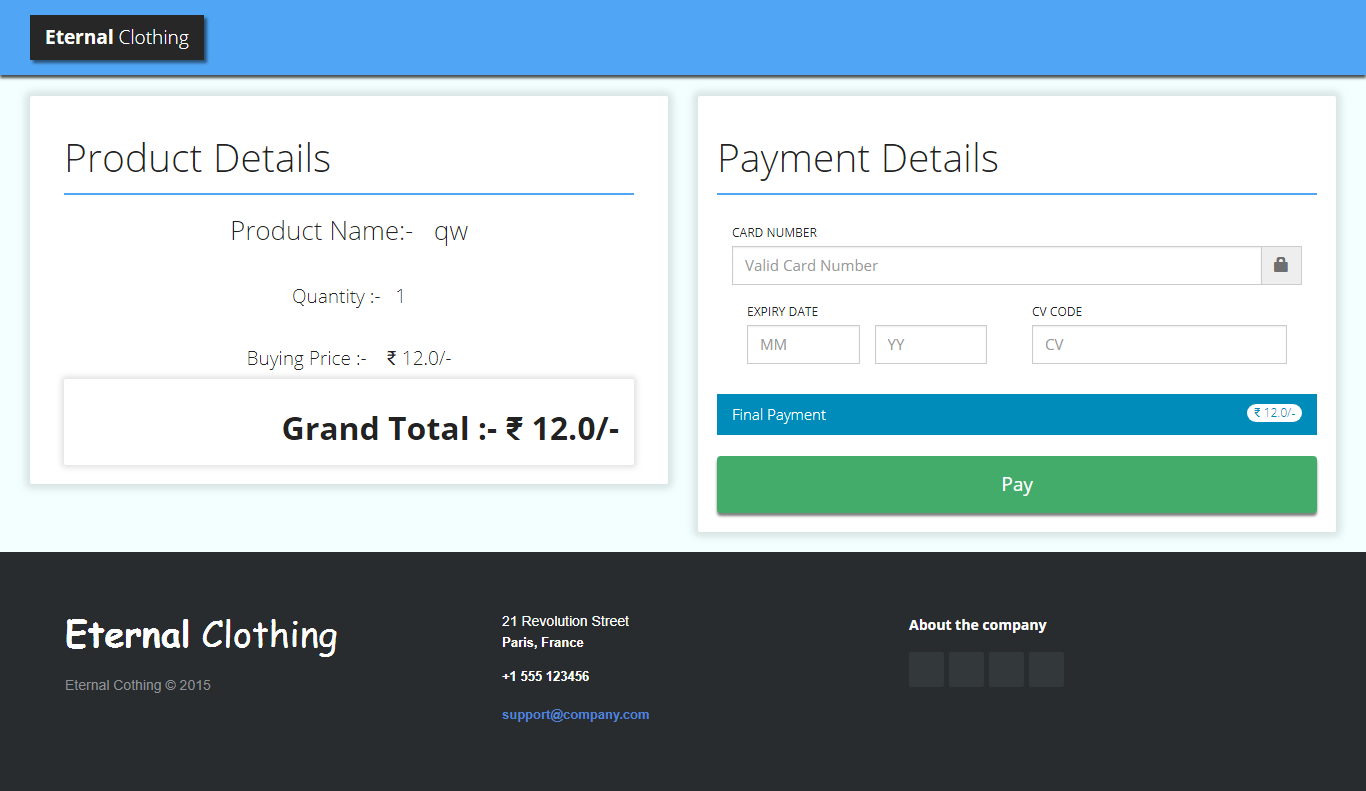 Eternal Clothing
Product Details
Product Name:- qw
Quantity :- 1
Buying Price :- ₹ 12.0/-
Grand Total :- ₹ 12.0/-
Payment Details
CARD NUMBER
Valid Card Number
EXPIRY DATE CV CODE
MM YY CV
Final Payment ₹ 12.0/-
Pay
Eternal Clothing
Eternal Cothing © 2015
21 Revolution Street
Paris, France
+1 555 123456
support@company.com
About the company